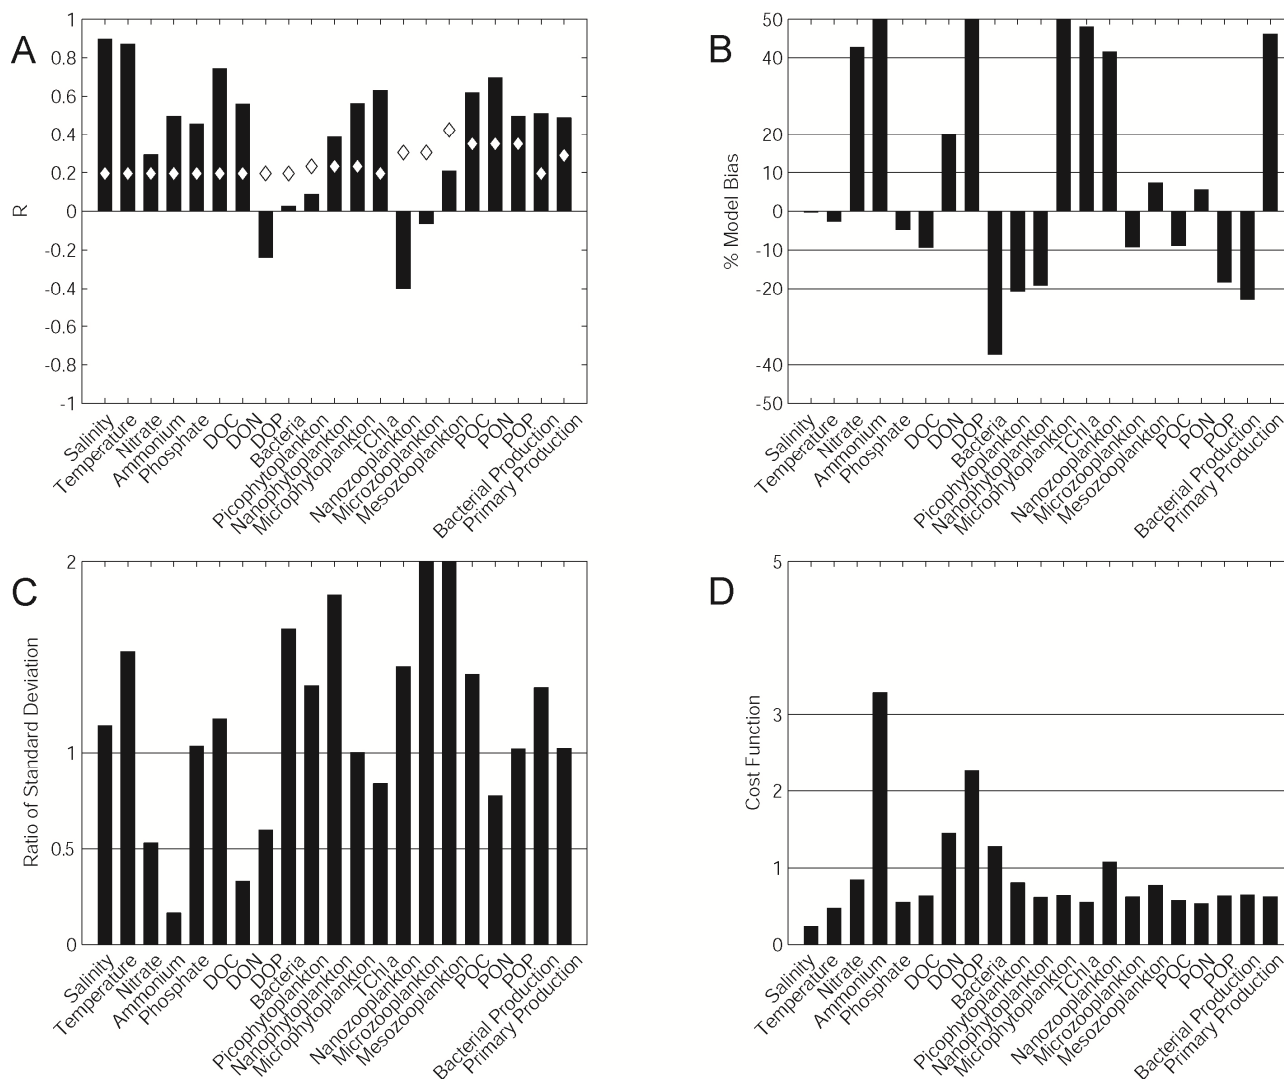 A
1
0.8
0.6
0.4
0.2
0
-0.2
-0.4
-0.6
-0.8
-1
R
Salinity
Temperature
Nitrate
Ammonium
Phosphate
DOC
DON
DOP
Bacteria
Picophytoplankton
Nanophytoplankton
Microphytoplankton
TChl.a
Nanozooplankton
Microzooplankton
Mesozooplankton
POC
PON
POP
Bacterial Production
Primary Production
B
50
40
20
10
0
-10
-20
-40
-50
% Model Bias
Salinity
Temperature
Nitrate
Ammonium
Phosphate
DOC
DON
DOP
Bacteria
Picophytoplankton
Nanophytoplankton
Microphytoplankton
TChl.a
Nanozooplankton
Microzooplankton
Mesozooplankton
POC
PON
POP
Bacterial Production
Primary Production
C
2
1
0.5
0
Ratio of Standard Deviation
Salinity
Temperature
Nitrate
Ammonium
Phosphate
DOC
DON
DOP
Bacteria
Picophytoplankton
Nanophytoplankton
Microphytoplankton
TChl.a
Nanozooplankton
Microzooplankton
Mesozooplankton
POC
PON
POP
Bacterial Production
Primary Production
D
5
3
2
1
0
Cost Function
Salinity
Temperature
Nitrate
Ammonium
Phosphate
DOC
DON
DOP
Bacteria
Picophytoplankton
Nanophytoplankton
Microphytoplankton
TChl.a
Nanozooplankton
Microzooplankton
Mesozooplankton
POC
PON
POP
Bacterial Production
Primary Production